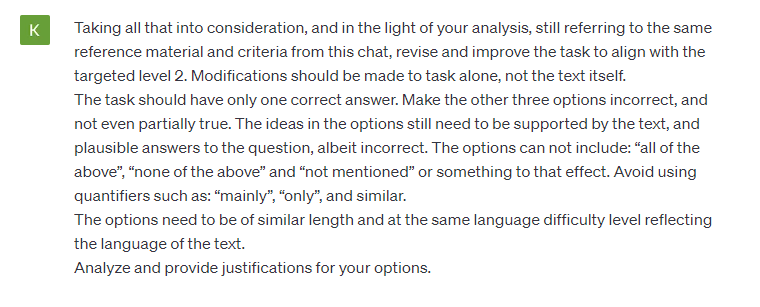 K
Taking all that into consideration, and in the light of your analysis, still referring to the same
reference material and criteria from this chat, revise and improve the task to align with the
targeted level 2. Modifications should be made to task alone, not the text itself.
The task should have only one correct answer. Make the other three options incorrect, and
not even partially true. The ideas in the options still need to be supported by the text, and
plausible answers to the question, albeit incorrect. The options can not include: “all of the
above”, “none of the above” and “not mentioned” or something to that effect. Avoid using
quantifiers such as: “mainly”, “only”, and similar.
The options need to be of similar length and at the same language difficulty level reflecting
the language of the text.
Analyze and provide justifications for your options.